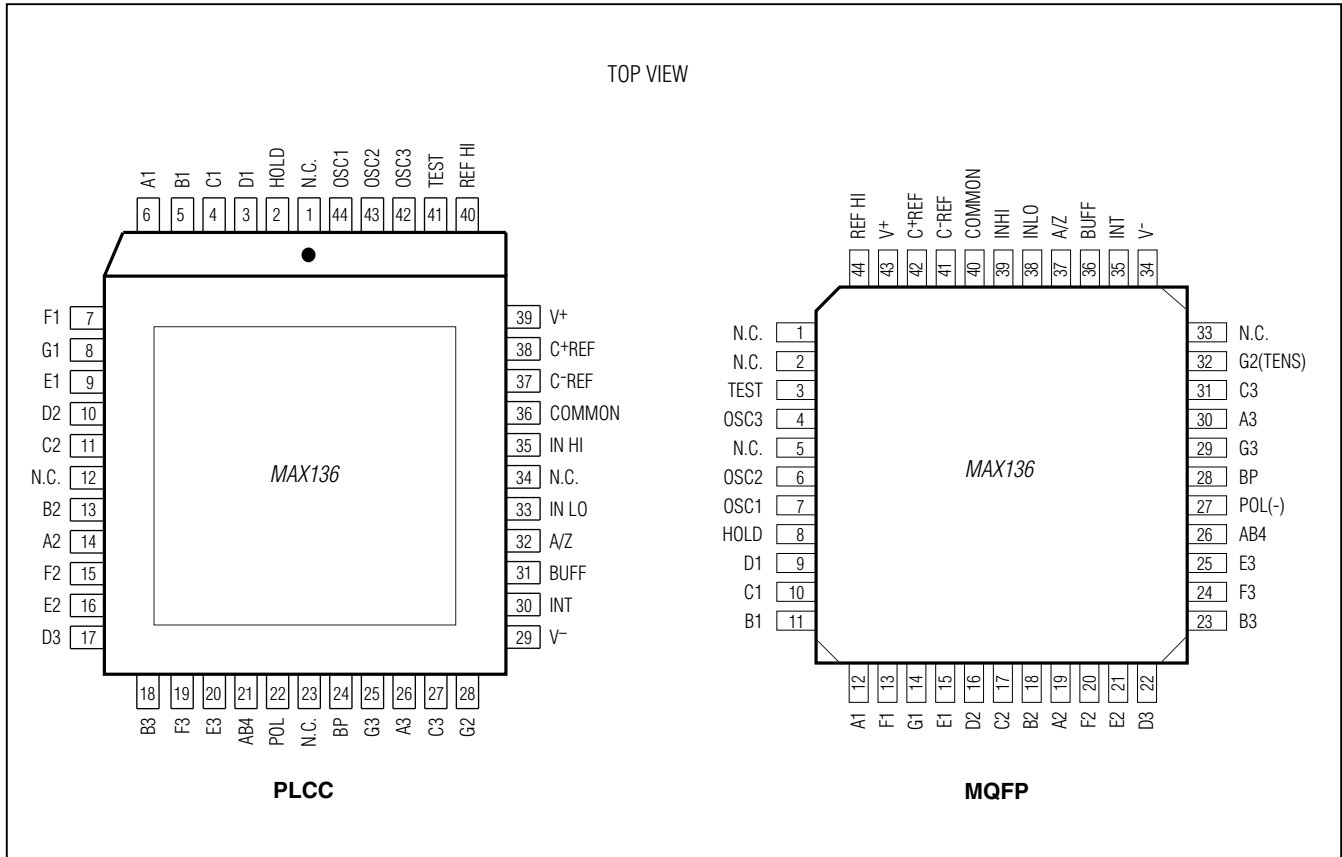 TOP VIEW
A1 B1 C1 D1 HOLD N.C. OSC1 OSC2 OSC3 TEST REF HI
6 5 4 3 2 1 44 43 42 41 40
F1 7
G1 8
E1 9
D2 10
C2 11
N.C. 12
B2 13
A2 14
F2 15
E2 16
D3 17
MAX136
39 V+
38 C+REF
37 C-REF
36 COMMON
35 IN HI
34 N.C.
33 IN LO
32 A/Z
31 BUFF
30 INT
29 V–
18 19 20 21 22 23 24 25 26 27 28
B3 F3 E3 AB4 POL N.C. BP G3 A3 C3 G2
PLCC
REF HI V+ C+REF C-REF COMMON INHI INLO A/Z BUFF INT V-
44 43 42 41 40 39 38 37 36 35 34
N.C. 1
N.C. 2
TEST 3
OSC3 4
N.C. 5
OSC2 6
OSC1 7
HOLD 8
D1 9
C1 10
B1 11
MAX136
33 N.C.
32 G2(TENS)
31 C3
30 A3
29 G3
28 BP
27 POL(-)
26 AB4
25 E3
24 F3
23 B3
12 13 14 15 16 17 18 19 20 21 22
A1 F1 G1 E1 D2 C2 B2 A2 F2 E2 D3
MQFP